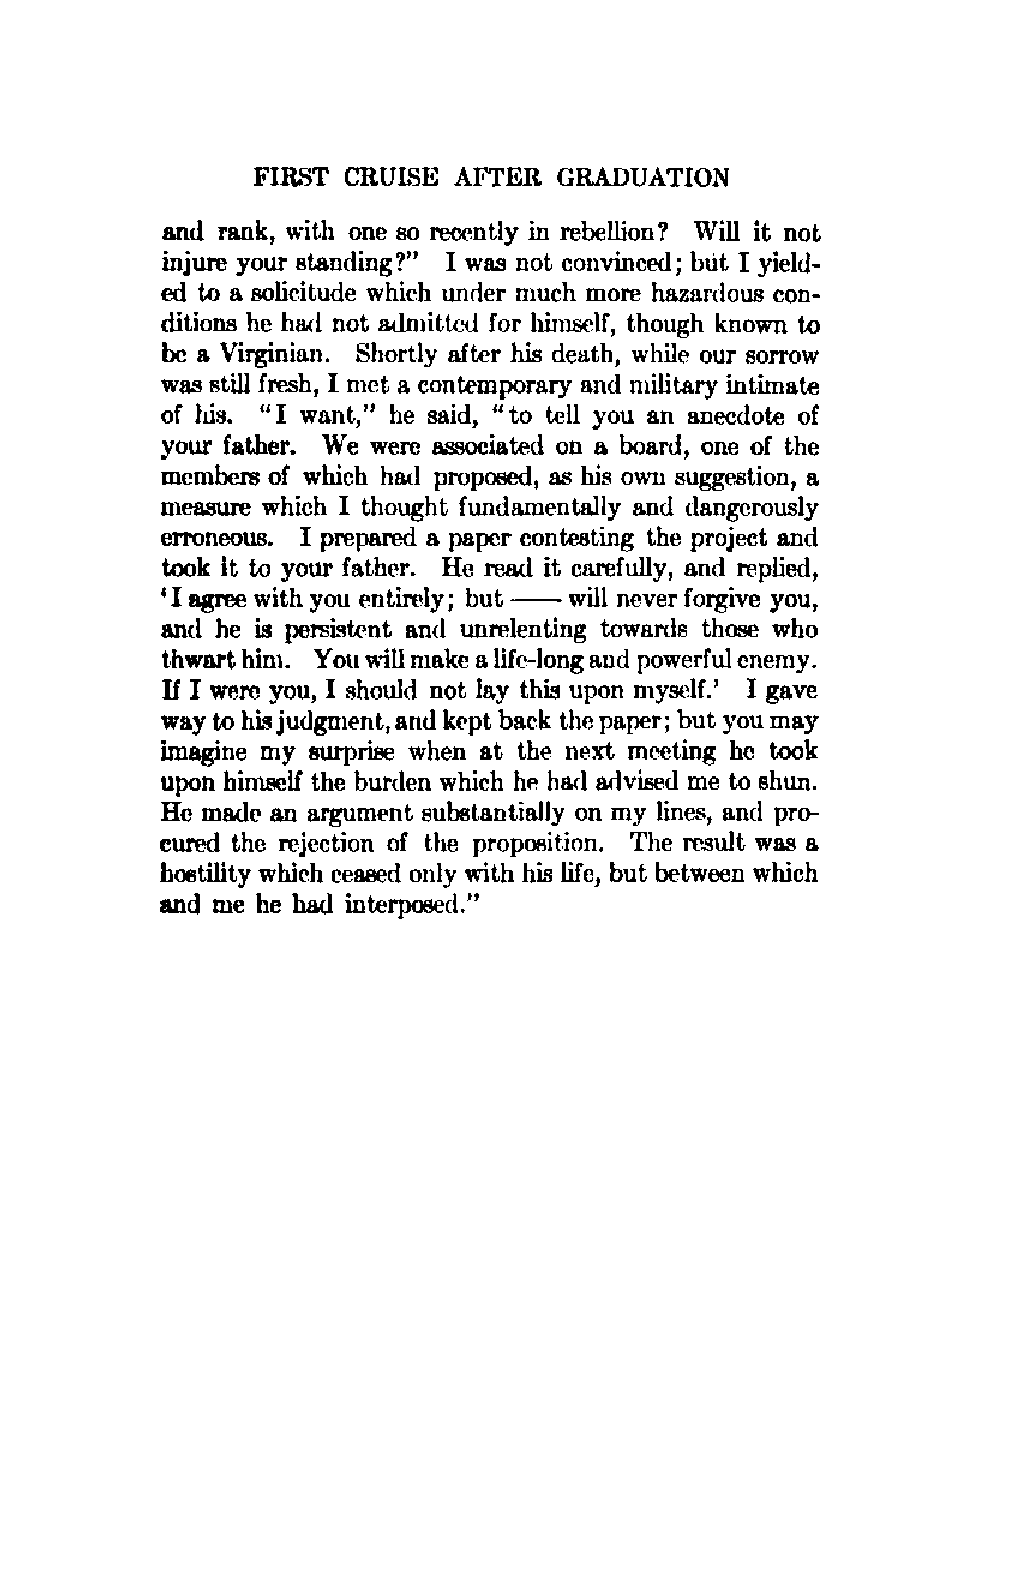 FIRST CRUISE AFTER GRADUATION
and rank, with one so recently in rebellion? Will it not
injure your standing?” I was not convinced; but I yield-
ed to a solicitude which under much more hazardous con-
ditions he had not admitted for himself, though known to
be a Virginian. Shortly after his death, while our sorrow
was still fresh, I met a contemporary and military intimate
of his. “I want,” he said, “to tell you an anecdote of
your father. We were associated on a board, one of the
members of which had proposed, as his own suggestion, a
measure which I thought fundamentally and dangerously
erroneous. I prepared a paper contesting the project and
took it to your father. He read it carefully, and replied,
‘I agree with you entirely; but —— will never forgive you,
and he is persistent and unrelenting towards those who
thwart him. You will make a life-long and powerful enemy.
If I were you, I should not lay this upon myself.’ I gave
way to his judgment, and kept back the paper; but you may
imagine my surprise when at the next meeting he took
upon himself the burden which he had advised me to shun.
He made an argument substantially on my lines, and pro-
cured the rejection of the proposition. The result was a
hostility which ceased only with his life, but between which
and me he had interposed.”